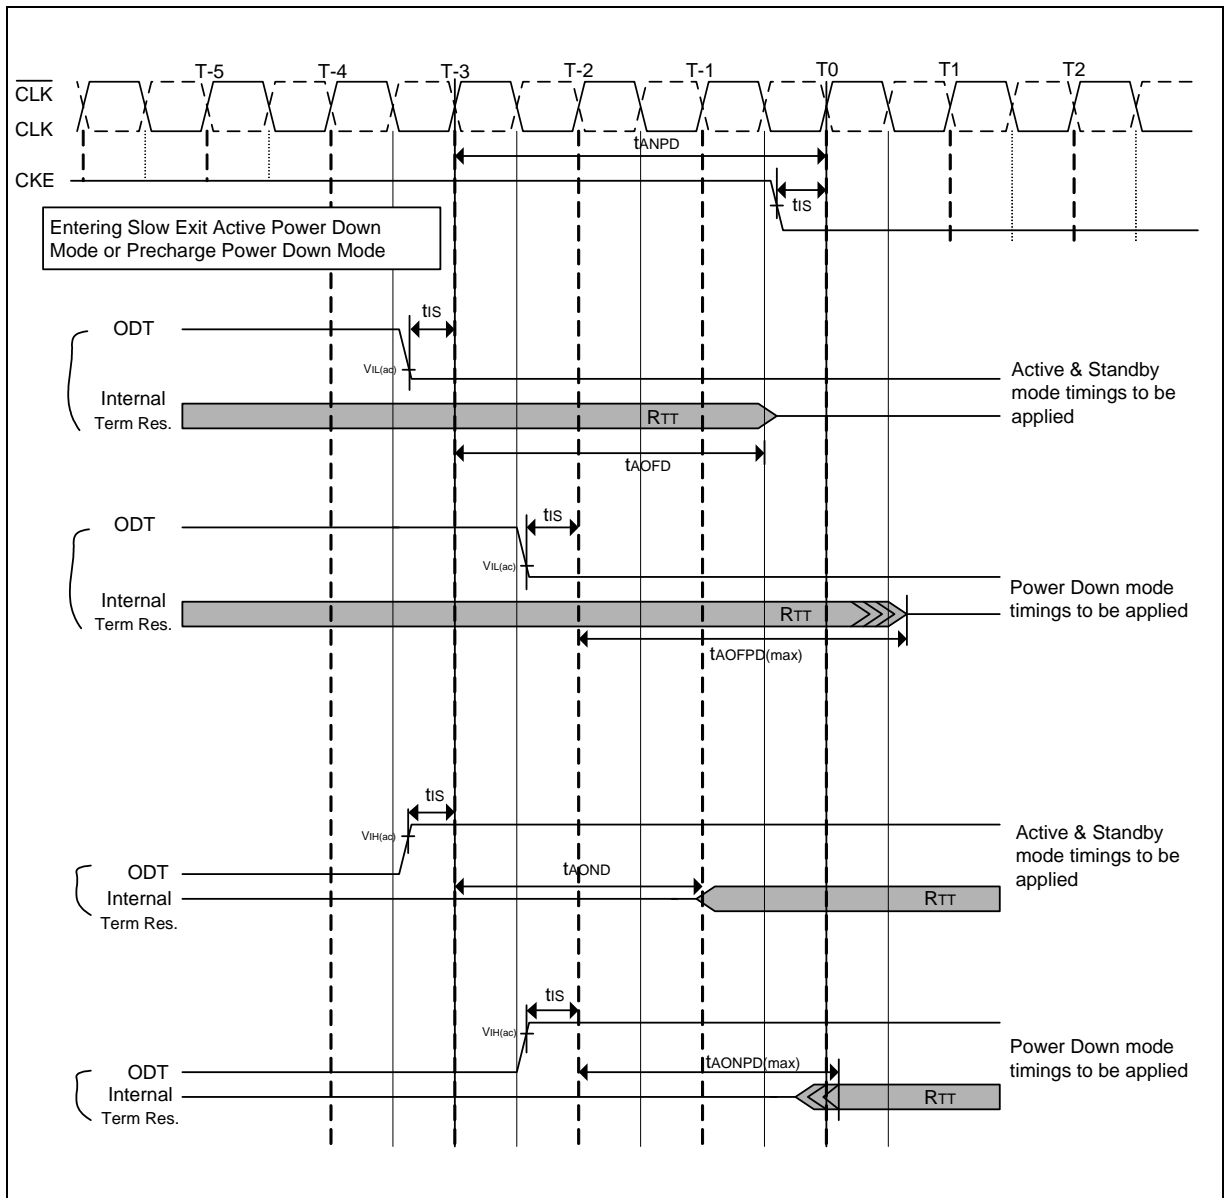 T-5 T-4 T-3 T-2 T-1 T0 T1 T2
CLK
CLK
tANPD
CKE
tIS
Entering Slow Exit Active Power Down
Mode or Precharge Power Down Mode
tIS
ODT
VIL(ac)
Active & Standby
mode timings to be
applied
Internal
Term Res.
RTT
tAOFD
tIS
ODT
VIL(ac)
Power Down mode
timings to be applied
Internal
Term Res.
RTT
tAOFPD(max)
tIS
VIH(ac)
Active & Standby
mode timings to be
applied
ODT
tAOND
Internal
Term Res.
RTT
tIS
VIH(ac)
Power Down mode
timings to be applied
tAONPD(max)
ODT
Internal
Term Res.
RTT